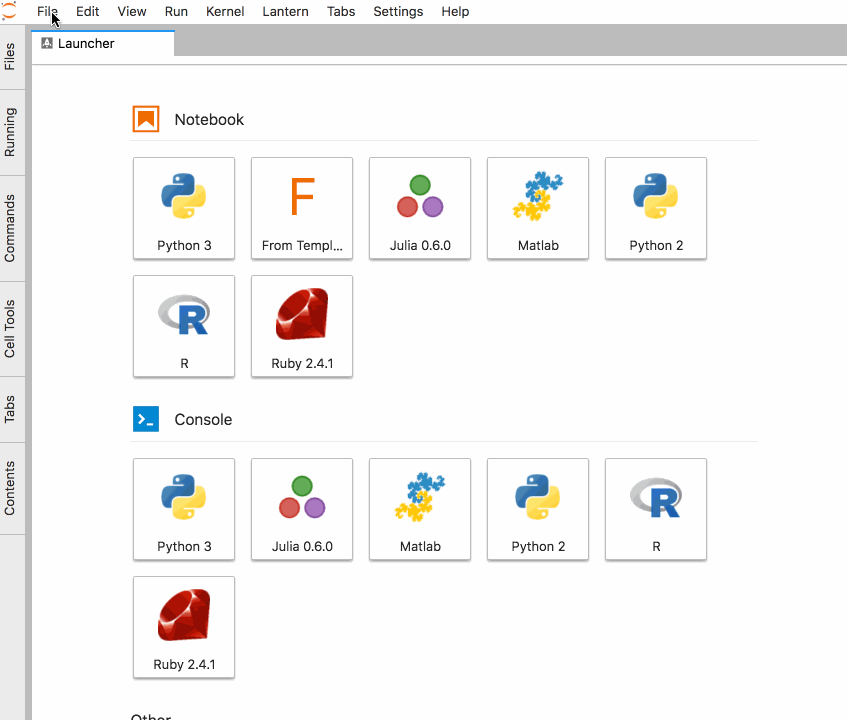 File Edit View Run Kernel Lantern Tabs Settings Help
Launcher
Files
Running
Commands
Cell Tools
Tabs
Contents
Notebook
Python 3
F
From Templ...
Julia 0.6.0
Matlab
Python 2
R
R
Ruby 2.4.1
>_
Console
Python 3
Julia 0.6.0
Matlab
Python 2
R
R
Ruby 2.4.1
Other